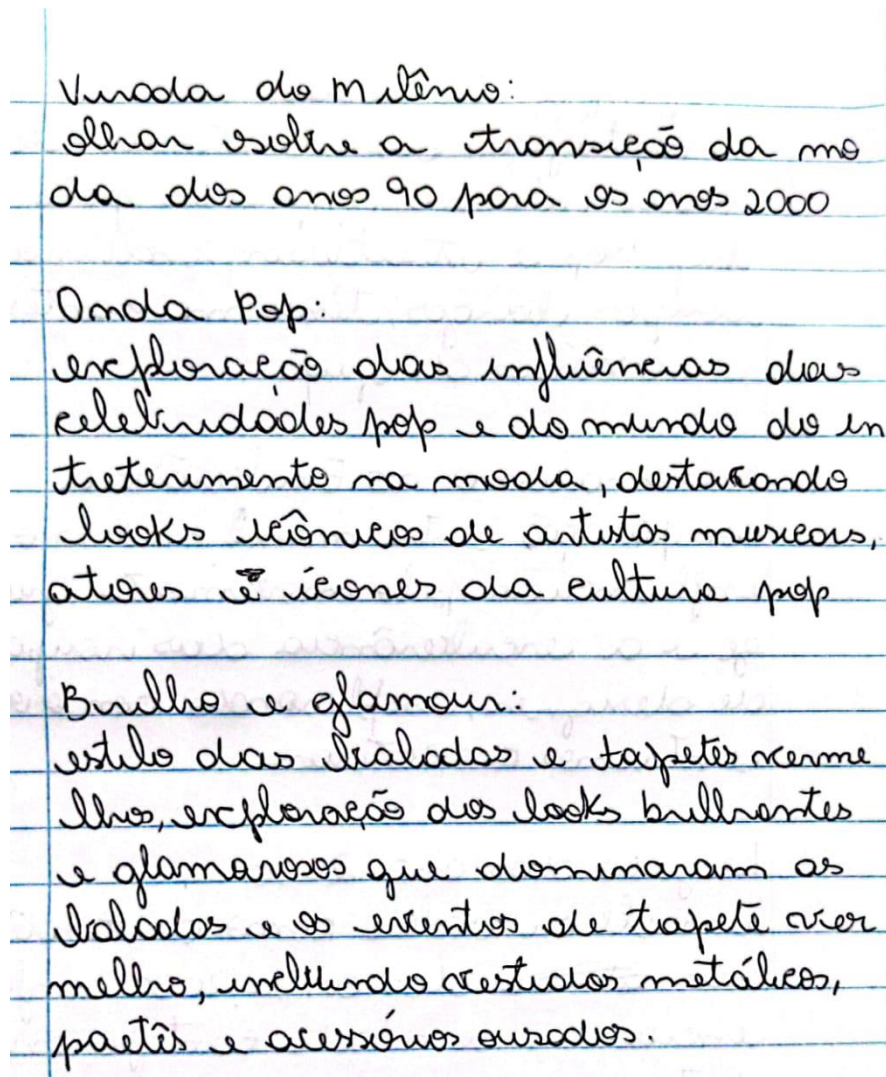 Virada do Milênio:
olhar sobre a transição da mo
da dos anos 90 para os anos 2000
Onda Pop:
exploração das influências das
celebridades pop e do mundo do in
treterimento na moda, destacando
looks icônicos de artistas musicais,
atores e ícones da cultura pop
Brilho e glamour:
estilo das baladas e tapetes verme
lhos, exploração dos looks brilhantes
e glamarosos que dominaram as
baladas e os eventos de tapete ver
melho, incluindo vestidos metálicos,
paetês e acessórios ousados.